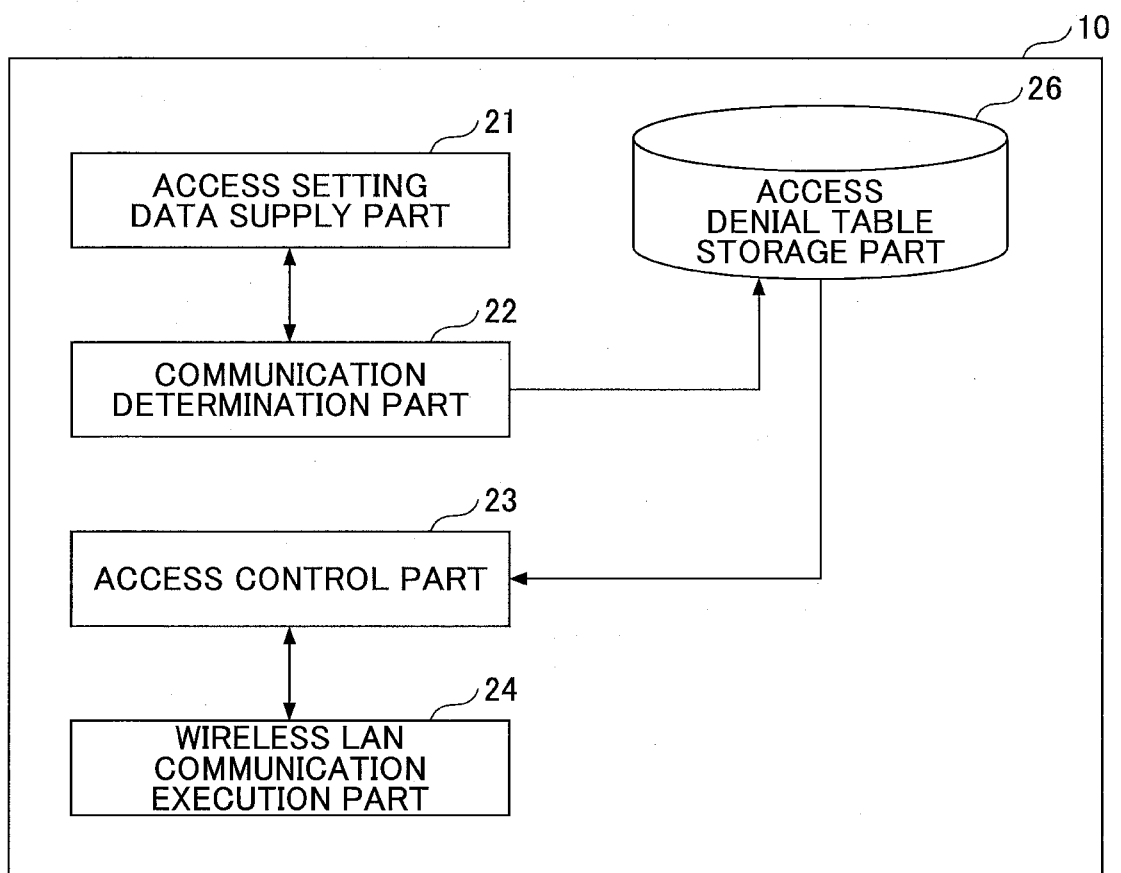 10
26
ACCESS
DENIAL TABLE
STORAGE PART
21
ACCESS SETTING
DATA SUPPLY PART
22
COMMUNICATION
DETERMINATION PART
23
ACCESS CONTROL PART
24
WIRELESS LAN
COMMUNICATION
EXECUTION PART